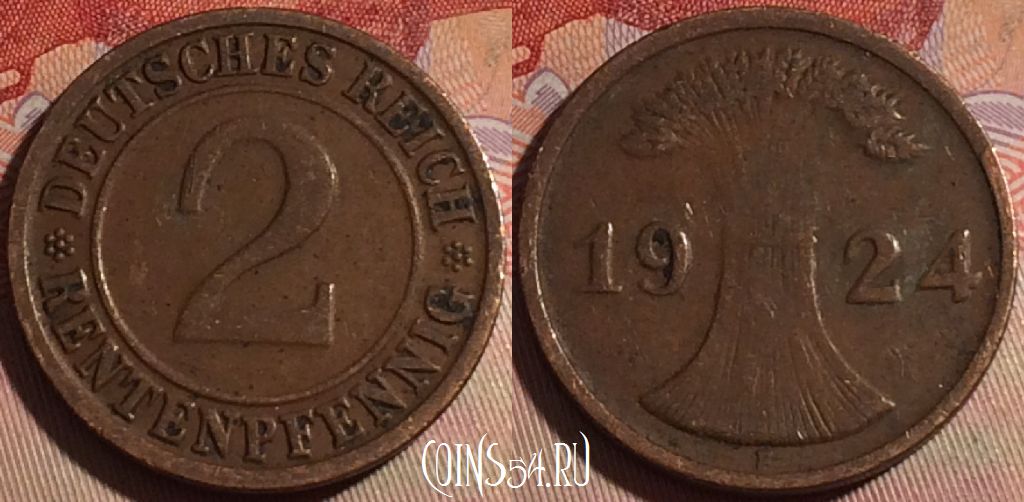 DEUTSCHES REICH
RENTENPFENNIG
2
1924
COINS54.RU